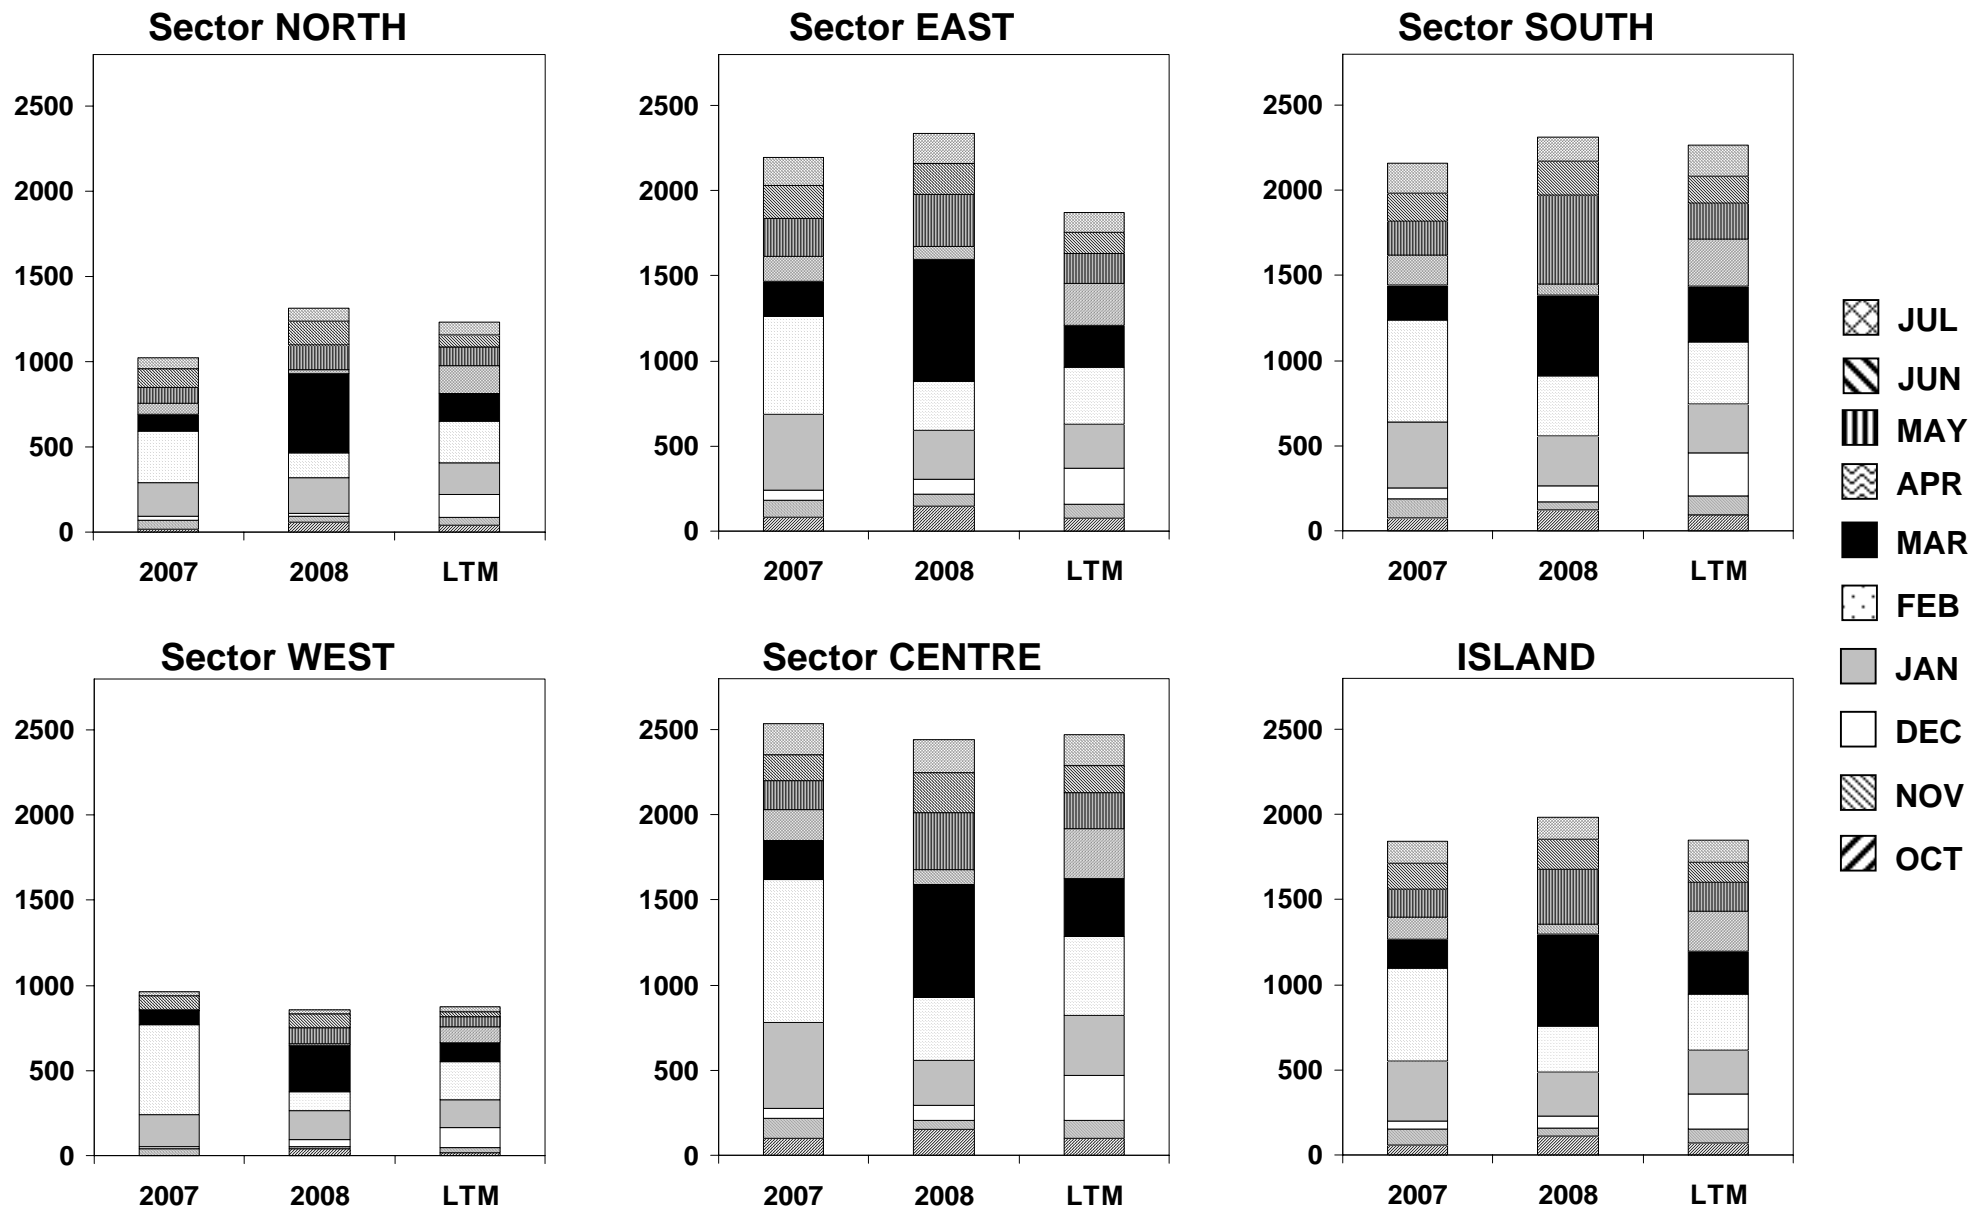 Sector NORTH
2500
2000
1500
1000
500
0
2007 2008 LTM
Sector EAST
2500
2000
1500
1000
500
0
2007 2008 LTM
Sector SOUTH
2500
2000
1500
1000
500
0
2007 2008 LTM
Sector WEST
2500
2000
1500
1000
500
0
2007 2008 LTM
Sector CENTRE
2500
2000
1500
1000
500
0
2007 2008 LTM
ISLAND
2500
2000
1500
1000
500
0
2007 2008 LTM
JUL
JUN
MAY
APR
MAR
FEB
JAN
DEC
NOV
OCT